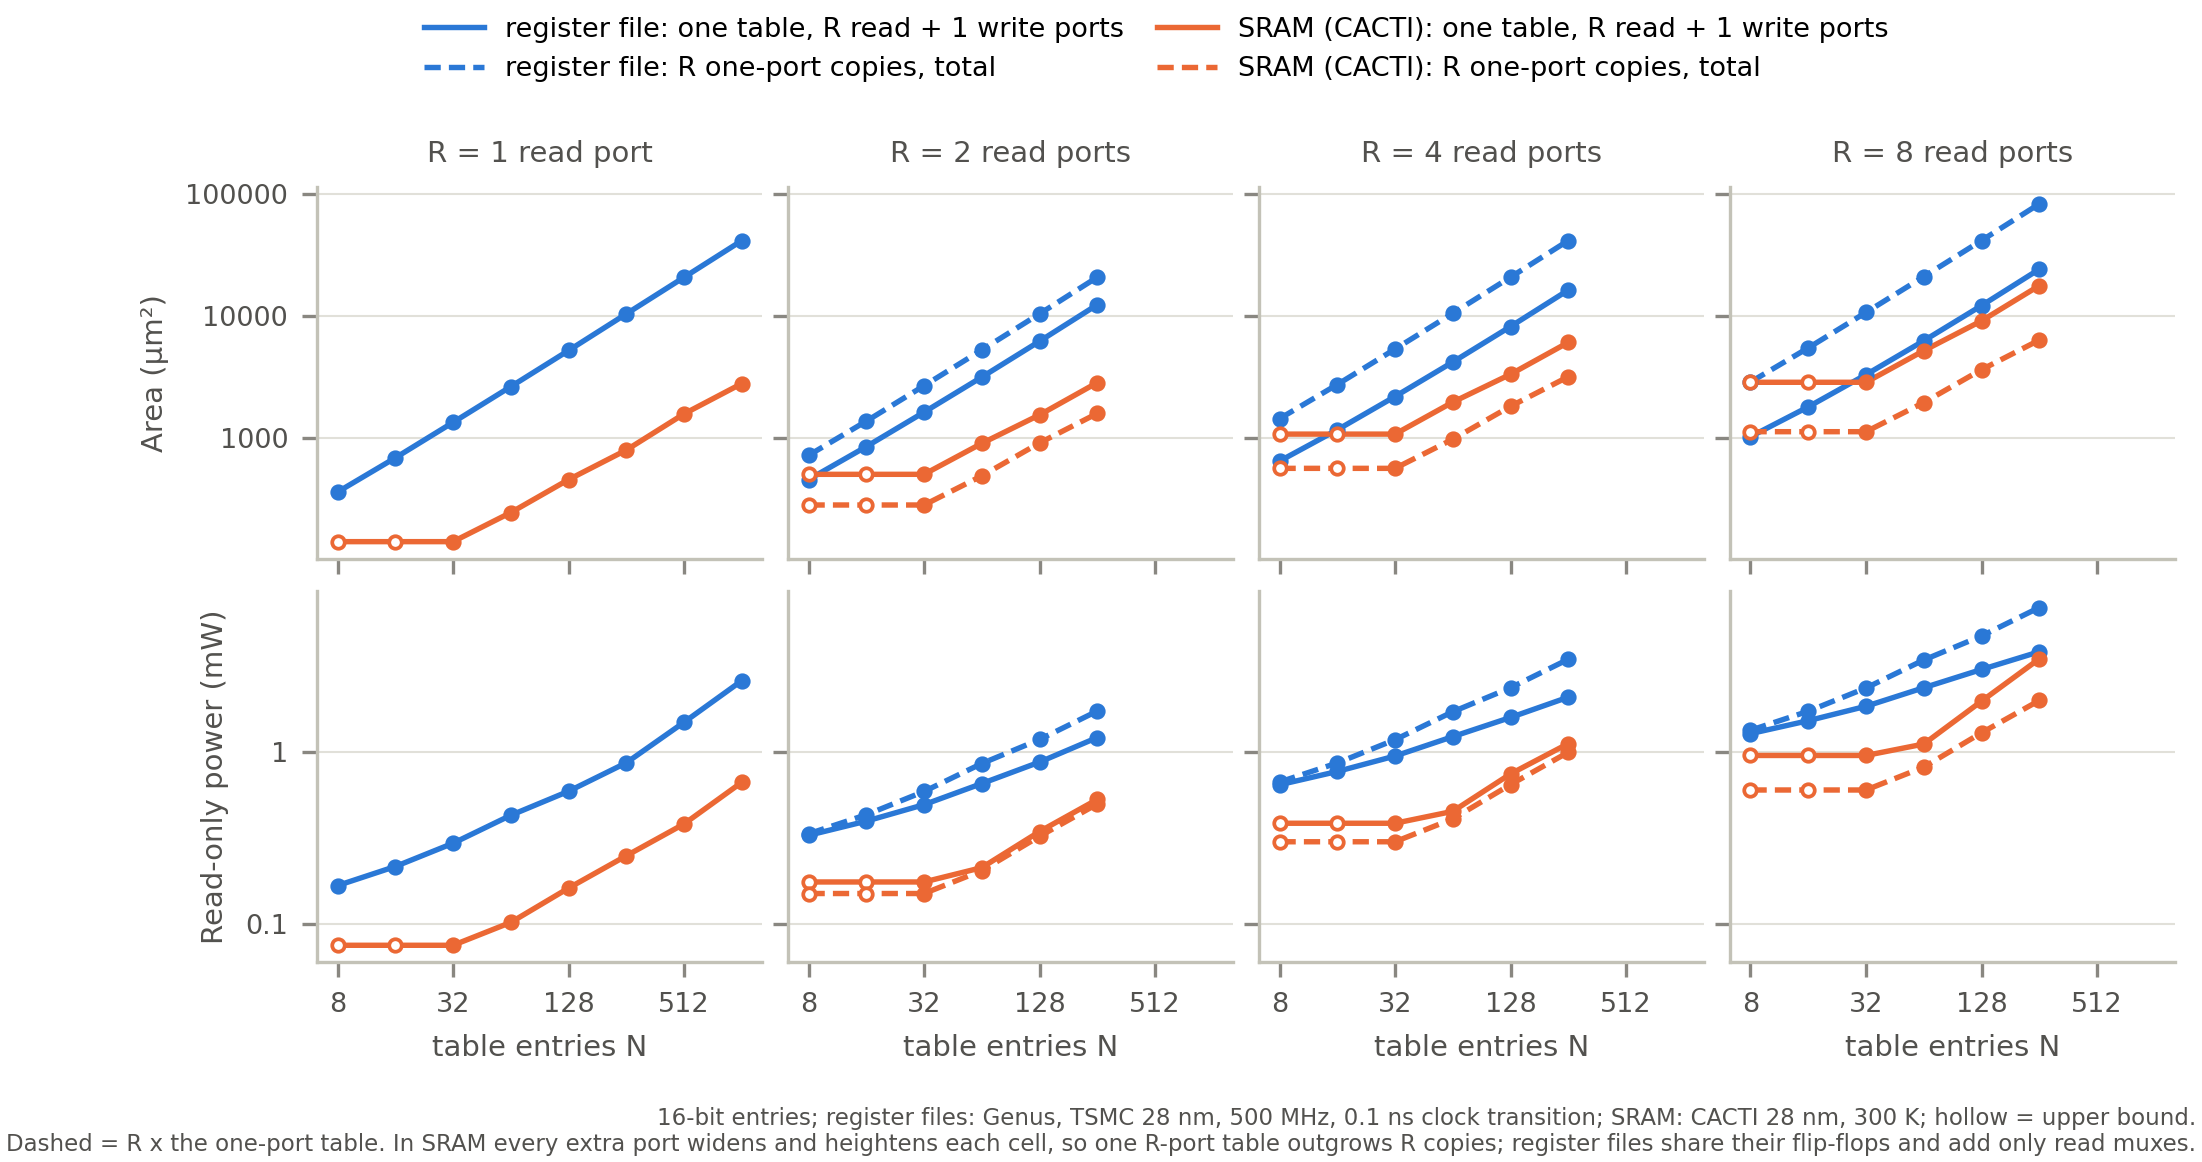 register file: one table, R read + 1 write ports
register file: R one-port copies, total
SRAM (CACTI): one table, R read + 1 write ports
SRAM (CACTI): R one-port copies, total
R = 1 read port
R = 2 read ports
R = 4 read ports
R = 8 read ports
100000
10000
1000
Area (µm²)
1
0.1
Read-only power (mW)
8 32 128 512
8 32 128 512
8 32 128 512
8 32 128 512
table entries N
table entries N
table entries N
table entries N
16-bit entries; register files: Genus, TSMC 28 nm, 500 MHz, 0.1 ns clock transition; SRAM: CACTI 28 nm, 300 K; hollow = upper bound.
Dashed = R x the one-port table. In SRAM every extra port widens and heightens each cell, so one R-port table outgrows R copies; register files share their flip-flops and add only read muxes.